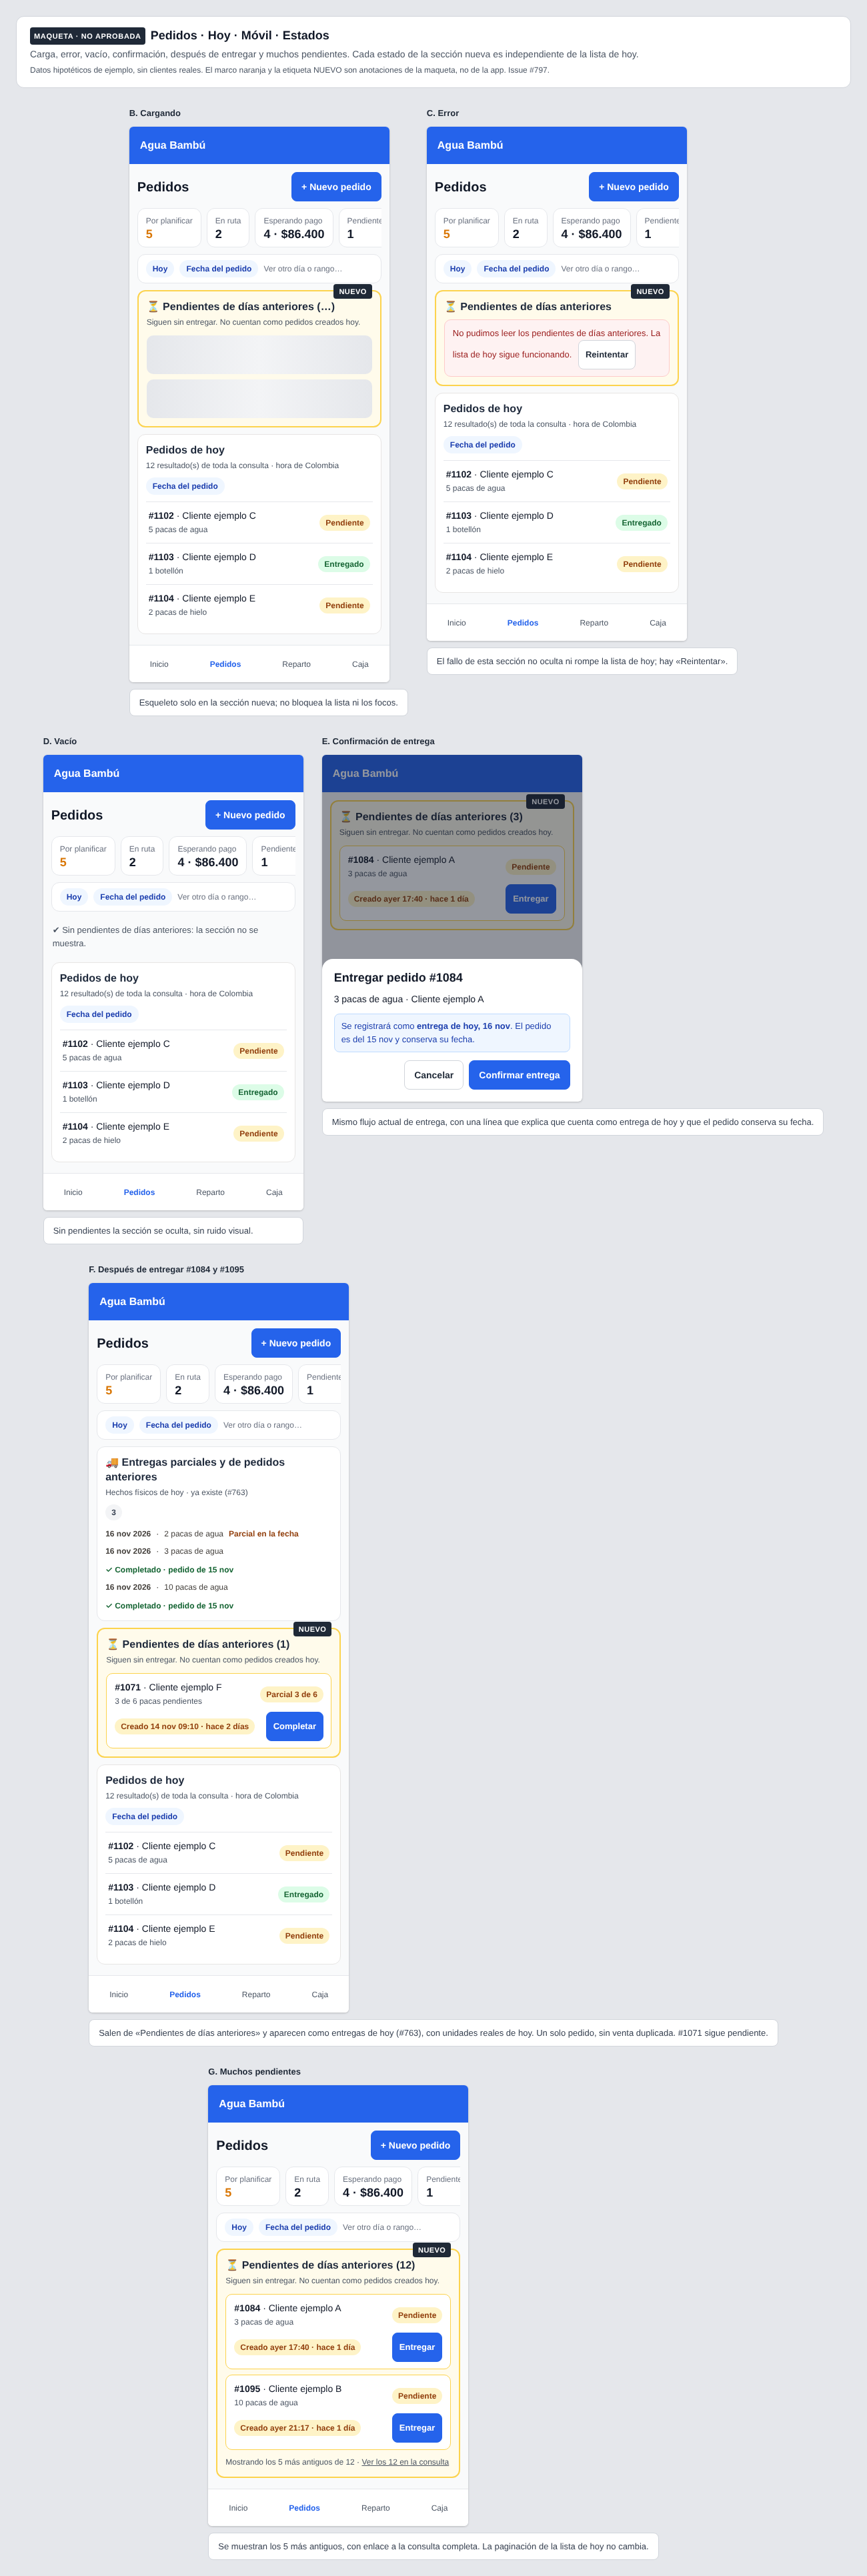 MAQUETA · NO APROBADA Pedidos · Hoy · Móvil · Estados
Carga, error, vacío, confirmación, después de entregar y muchos pendientes. Cada estado de la sección nueva es independiente de la lista de hoy.
Datos hipotéticos de ejemplo, sin clientes reales. El marco naranja y la etiqueta NUEVO son anotaciones de la maqueta, no de la app. Issue #797.
B. Cargando
Agua Bambú
Pedidos
+ Nuevo pedido
Por planificar
5
En ruta
2
Esperando pago
4 · $86.400
Pendiente
1
Hoy Fecha del pedido Ver otro día o rango…
NUEVO
⏳ Pendientes de días anteriores (…)
Siguen sin entregar. No cuentan como pedidos creados hoy.
Pedidos de hoy
12 resultado(s) de toda la consulta · hora de Colombia
Fecha del pedido
#1102 · Cliente ejemplo C
5 pacas de agua
Pendiente
#1103 · Cliente ejemplo D
1 botellón
Entregado
#1104 · Cliente ejemplo E
2 pacas de hielo
Pendiente
Inicio Pedidos Reparto Caja
Esqueleto solo en la sección nueva; no bloquea la lista ni los focos.
C. Error
Agua Bambú
Pedidos
+ Nuevo pedido
Por planificar
5
En ruta
2
Esperando pago
4 · $86.400
Pendiente
1
Hoy Fecha del pedido Ver otro día o rango…
NUEVO
⏳ Pendientes de días anteriores
No pudimos leer los pendientes de días anteriores. La
lista de hoy sigue funcionando. Reintentar
Pedidos de hoy
12 resultado(s) de toda la consulta · hora de Colombia
Fecha del pedido
#1102 · Cliente ejemplo C
5 pacas de agua
Pendiente
#1103 · Cliente ejemplo D
1 botellón
Entregado
#1104 · Cliente ejemplo E
2 pacas de hielo
Pendiente
Inicio Pedidos Reparto Caja
El fallo de esta sección no oculta ni rompe la lista de hoy; hay «Reintentar».
D. Vacío
Agua Bambú
Pedidos
+ Nuevo pedido
Por planificar
5
En ruta
2
Esperando pago
4 · $86.400
Pendiente
1
Hoy Fecha del pedido Ver otro día o rango…
✔ Sin pendientes de días anteriores: la sección no se
muestra.
Pedidos de hoy
12 resultado(s) de toda la consulta · hora de Colombia
Fecha del pedido
#1102 · Cliente ejemplo C
5 pacas de agua
Pendiente
#1103 · Cliente ejemplo D
1 botellón
Entregado
#1104 · Cliente ejemplo E
2 pacas de hielo
Pendiente
Inicio Pedidos Reparto Caja
Sin pendientes la sección se oculta, sin ruido visual.
E. Confirmación de entrega
Agua Bambú
NUEVO
⏳ Pendientes de días anteriores (3)
Siguen sin entregar. No cuentan como pedidos creados hoy.
#1084 · Cliente ejemplo A
3 pacas de agua
Pendiente
Creado ayer 17:40 · hace 1 día
Entregar
Entregar pedido #1084
3 pacas de agua · Cliente ejemplo A
Se registrará como entrega de hoy, 16 nov. El pedido
es del 15 nov y conserva su fecha.
Cancelar Confirmar entrega
Mismo flujo actual de entrega, con una línea que explica que cuenta como entrega de hoy y que el pedido conserva su fecha.
F. Después de entregar #1084 y #1095
Agua Bambú
Pedidos
+ Nuevo pedido
Por planificar
5
En ruta
2
Esperando pago
4 · $86.400
Pendiente
1
Hoy Fecha del pedido Ver otro día o rango…
🚚 Entregas parciales y de pedidos
anteriores
Hechos físicos de hoy · ya existe (#763)
3
16 nov 2026 · 2 pacas de agua Parcial en la fecha
16 nov 2026 · 3 pacas de agua
✓ Completado · pedido de 15 nov
16 nov 2026 · 10 pacas de agua
✓ Completado · pedido de 15 nov
NUEVO
⏳ Pendientes de días anteriores (1)
Siguen sin entregar. No cuentan como pedidos creados hoy.
#1071 · Cliente ejemplo F
3 de 6 pacas pendientes
Parcial 3 de 6
Creado 14 nov 09:10 · hace 2 días
Completar
Pedidos de hoy
12 resultado(s) de toda la consulta · hora de Colombia
Fecha del pedido
#1102 · Cliente ejemplo C
5 pacas de agua
Pendiente
#1103 · Cliente ejemplo D
1 botellón
Entregado
#1104 · Cliente ejemplo E
2 pacas de hielo
Pendiente
Inicio Pedidos Reparto Caja
Salen de «Pendientes de días anteriores» y aparecen como entregas de hoy (#763), con unidades reales de hoy. Un solo pedido, sin venta duplicada. #1071 sigue pendiente.
G. Muchos pendientes
Agua Bambú
Pedidos
+ Nuevo pedido
Por planificar
5
En ruta
2
Esperando pago
4 · $86.400
Pendiente
1
Hoy Fecha del pedido Ver otro día o rango…
NUEVO
⏳ Pendientes de días anteriores (12)
Siguen sin entregar. No cuentan como pedidos creados hoy.
#1084 · Cliente ejemplo A
3 pacas de agua
Pendiente
Creado ayer 17:40 · hace 1 día
Entregar
#1095 · Cliente ejemplo B
10 pacas de agua
Pendiente
Creado ayer 21:17 · hace 1 día
Entregar
Mostrando los 5 más antiguos de 12 · Ver los 12 en la consulta
Inicio Pedidos Reparto Caja
Se muestran los 5 más antiguos, con enlace a la consulta completa. La paginación de la lista de hoy no cambia.